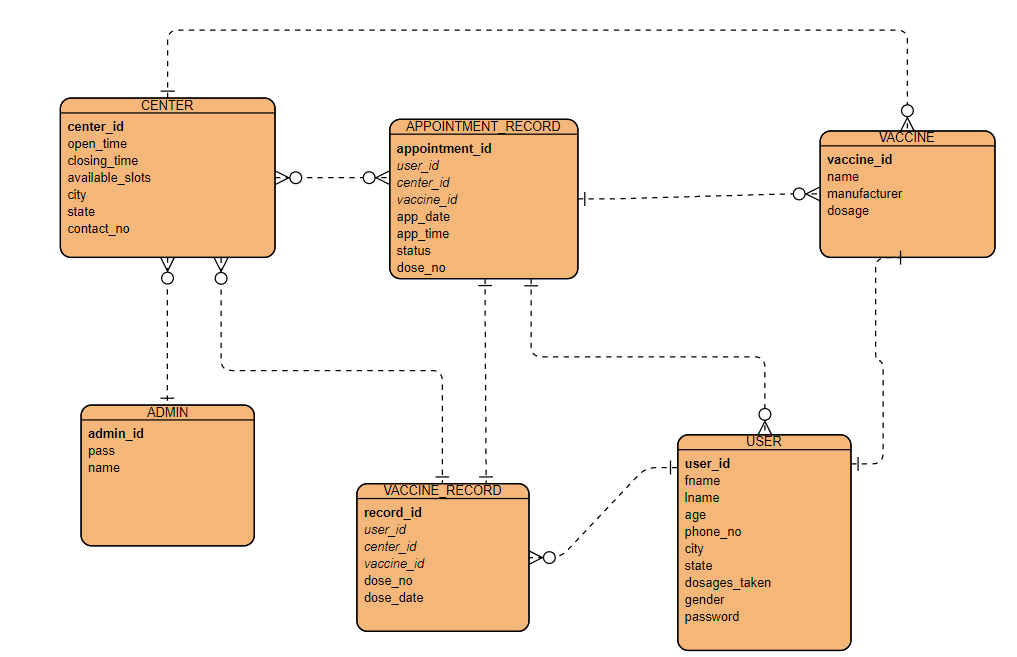 CENTER
center_id
open_time
closing_time
available_slots
city
state
contact_no
APPOINTMENT_RECORD
appointment_id
user_id
center_id
vaccine_id
app_date
app_time
status
dose_no
VACCINE
vaccine_id
name
manufacturer
dosage
ADMIN
admin_id
pass
name
VACCINE_RECORD
record_id
user_id
center_id
vaccine_id
dose_no
dose_date
USER
user_id
fname
lname
age
phone_no
city
state
dosages_taken
gender
password